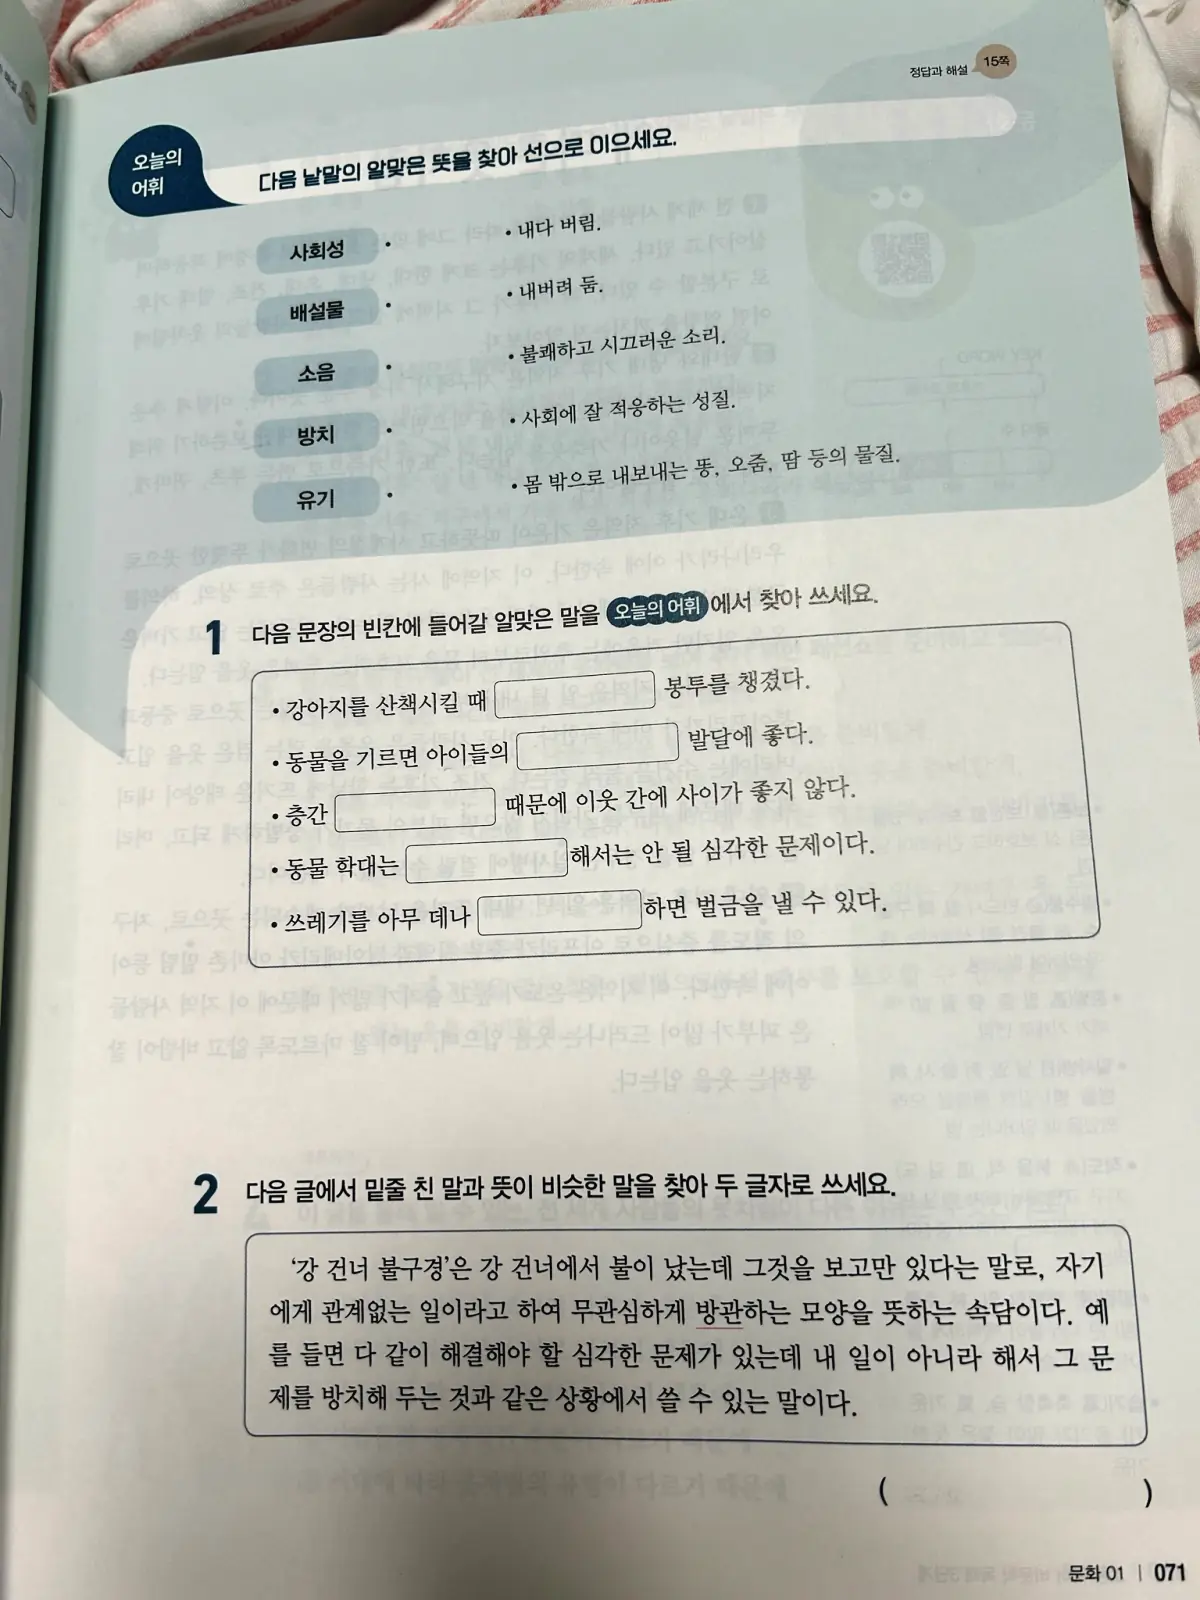 정답과 해설 15쪽
오늘의
어휘
다음 낱말의 알맞은 뜻을 찾아 선으로 이으세요.
사회성 • • 내다 버림.
배설물 • • 내버려 둠.
소음 • • 불쾌하고 시끄러운 소리.
방치 • • 사회에 잘 적응하는 성질.
유기 • • 몸 밖으로 내보내는 똥, 오줌, 땀 등의 물질.
1 다음 문장의 빈칸에 들어갈 알맞은 말을 오늘의 어휘 에서 찾아 쓰세요.
• 강아지를 산책시킬 때 봉투를 챙겼다.
• 동물을 기르면 아이들의 발달에 좋다.
• 층간 때문에 이웃 간에 사이가 좋지 않다.
• 동물 학대는 해서는 안 될 심각한 문제이다.
• 쓰레기를 아무 데나 하면 벌금을 낼 수 있다.
2 다음 글에서 밑줄 친 말과 뜻이 비슷한 말을 찾아 두 글자로 쓰세요.
‘강 건너 불구경’은 강 건너에서 불이 났는데 그것을 보고만 있다는 말로, 자기
에게 관계없는 일이라고 하여 무관심하게 방관하는 모양을 뜻하는 속담이다. 예
를 들면 다 같이 해결해야 할 심각한 문제가 있는데 내 일이 아니라 해서 그 문
제를 방치해 두는 것과 같은 상황에서 쓸 수 있는 말이다.
( )
문화 01 | 071